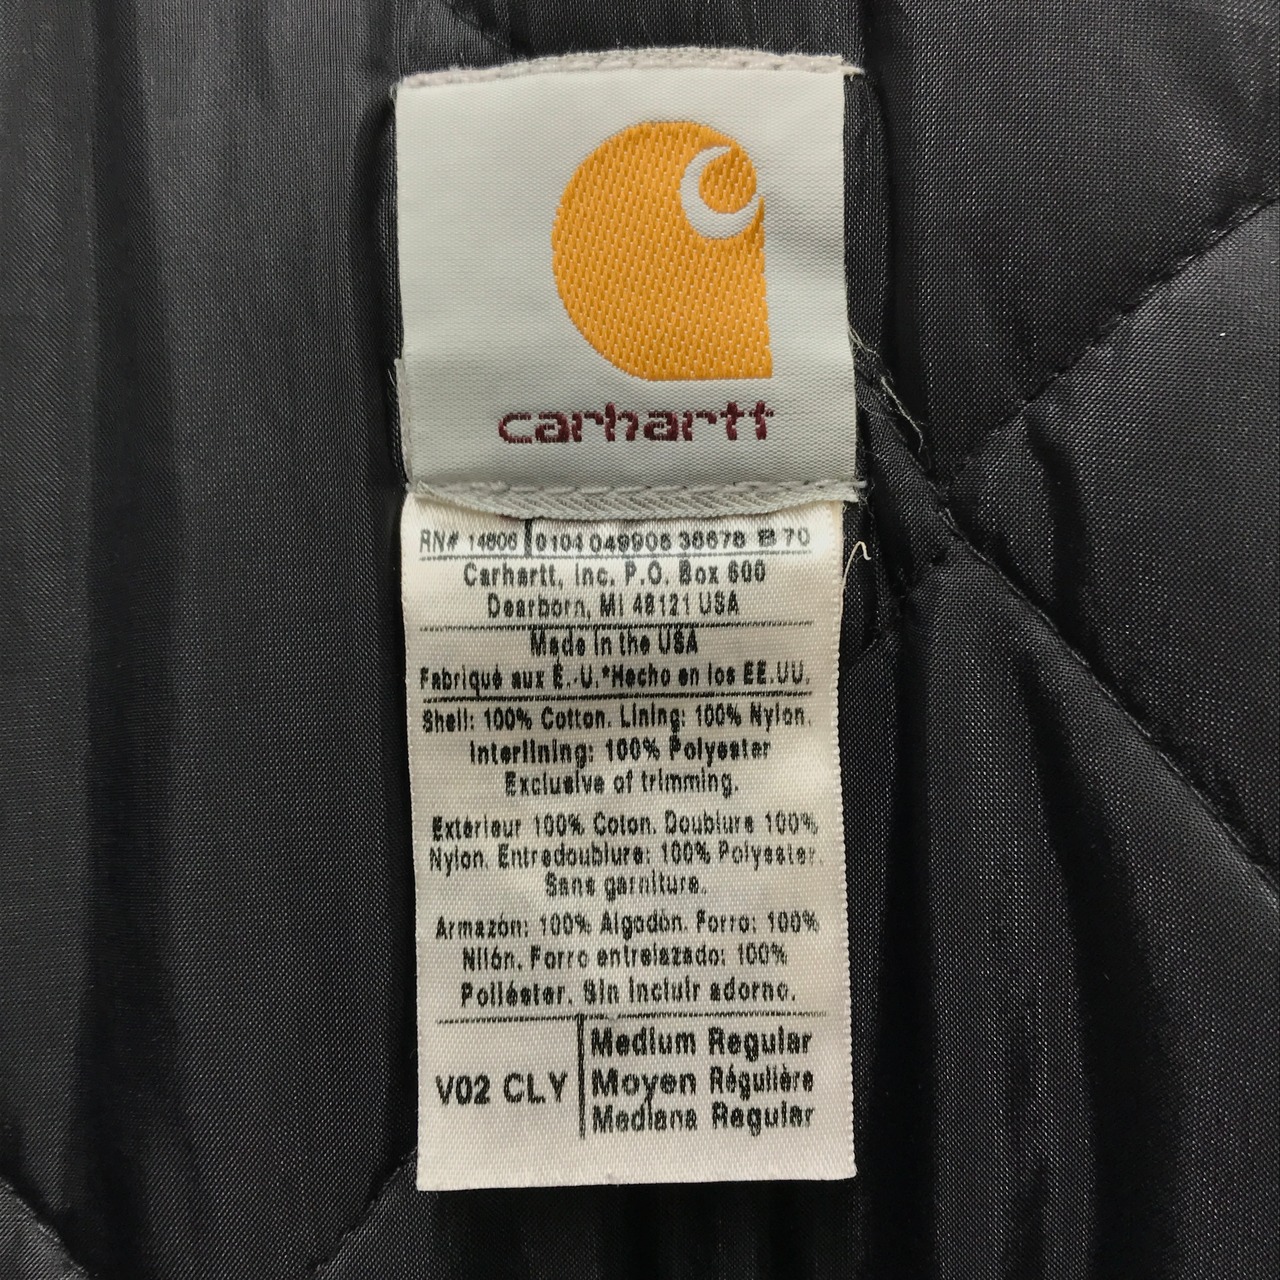 carhartt
RN# 14806 0104 049906 38678 B 70
Carhartt, Inc. P.O. Box 600
Dearborn, MI 48121 USA
Made in the USA
Fabriqué aux É.-U.*Hecho en los EE.UU.
Shell: 100% Cotton. Lining: 100% Nylon.
Interlining: 100% Polyester
Exclusive of trimming.
Extérieur 100% Coton. Doublure 100%
Nylon. Entredoublure: 100% Polyester.
Sans garniture.
Armazón: 100% Algodón. Forro: 100%
Nilón. Forro entrelazado: 100%
Poliéster. Sin incluir adorno.
V02 CLY
Medium Regular
Moyen Régulière
Mediana Regular